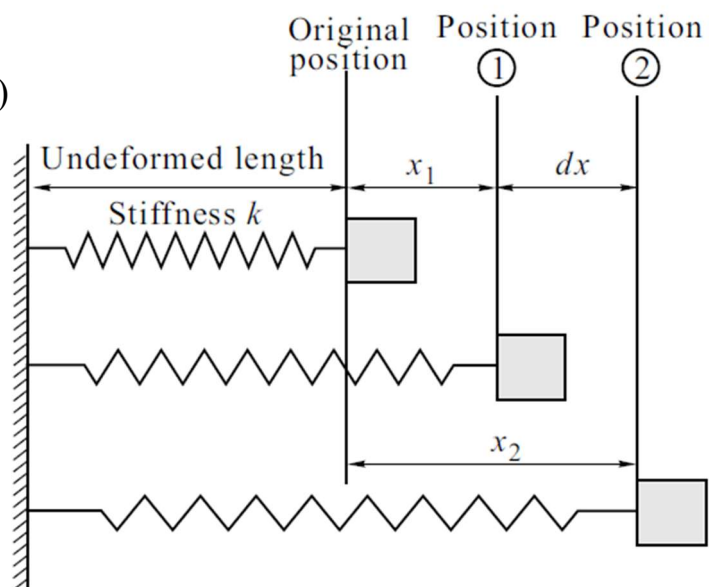 Original Position Position
position ① ②
)
Undeformed length x₁ dx
Stiffness k
x₂